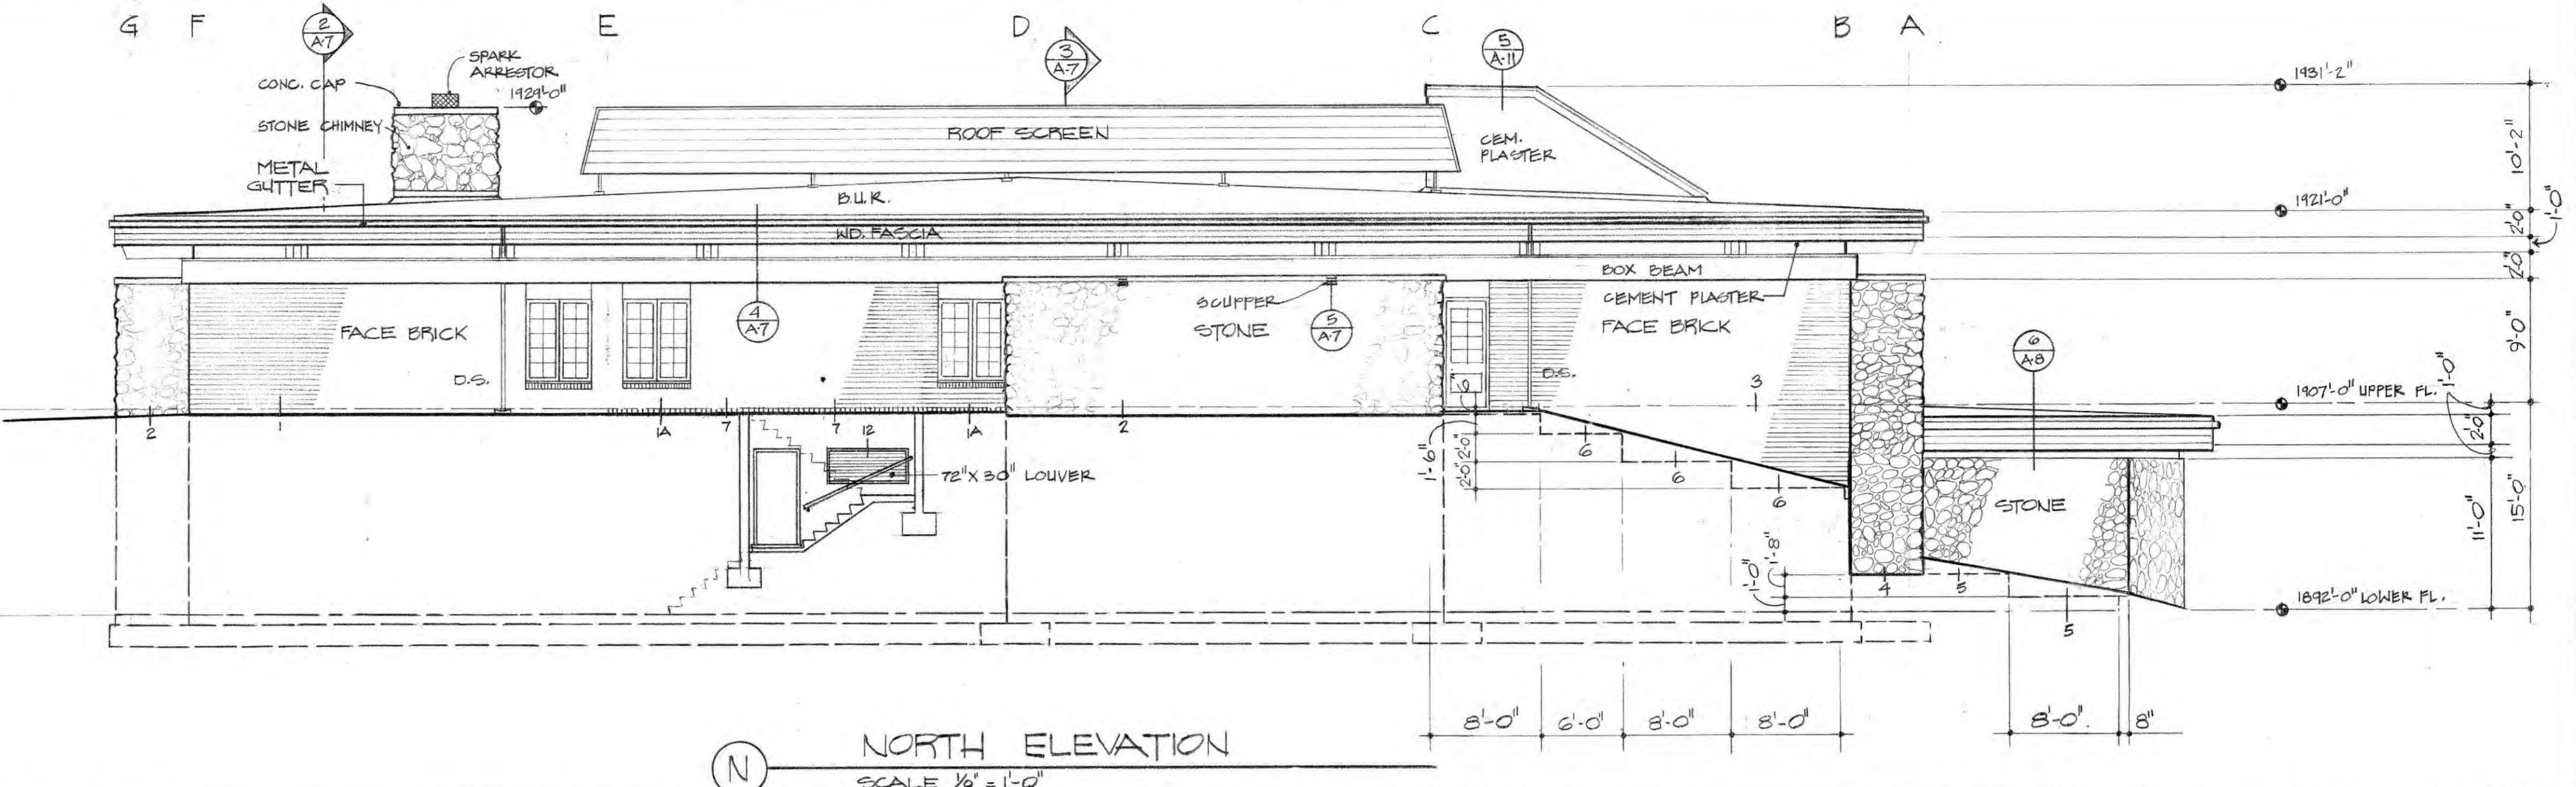 G F E D C B A
2
A·7
SPARK
ARRESTOR
CONC. CAP
1929'-0"
STONE CHIMNEY
METAL
GUTTER
3
A·7
ROOF SCREEN
5
A·11
CEM.
PLASTER
1931'-2"
10'-2"
B.U.R.
1921'-0"
1'-0"
2'-0"
WD. FASCIA
BOX BEAM
2'-0"
CEMENT PLASTER
SCUPPER
STONE
5
A·7
4
A·7
FACE BRICK
FACE BRICK
9'-0"
6
A·8
D.S.
D.S.
6"
3
1907'-0" UPPER FL.
1'-0"
2'-0"
2 1 1A 7 7 12 1A 2
1'-6"
2'-0"
2'-0"
6
6
6
72" X 30" LOUVER
STONE
11'-0"
15'-0"
1'-8"
1'-0"
4
5
5
1892'-0" LOWER FL.
8'-0" 6'-0" 8'-0" 8'-0" 8'-0" 8"
N
NORTH ELEVATION
SCALE 1/8" = 1'-0"